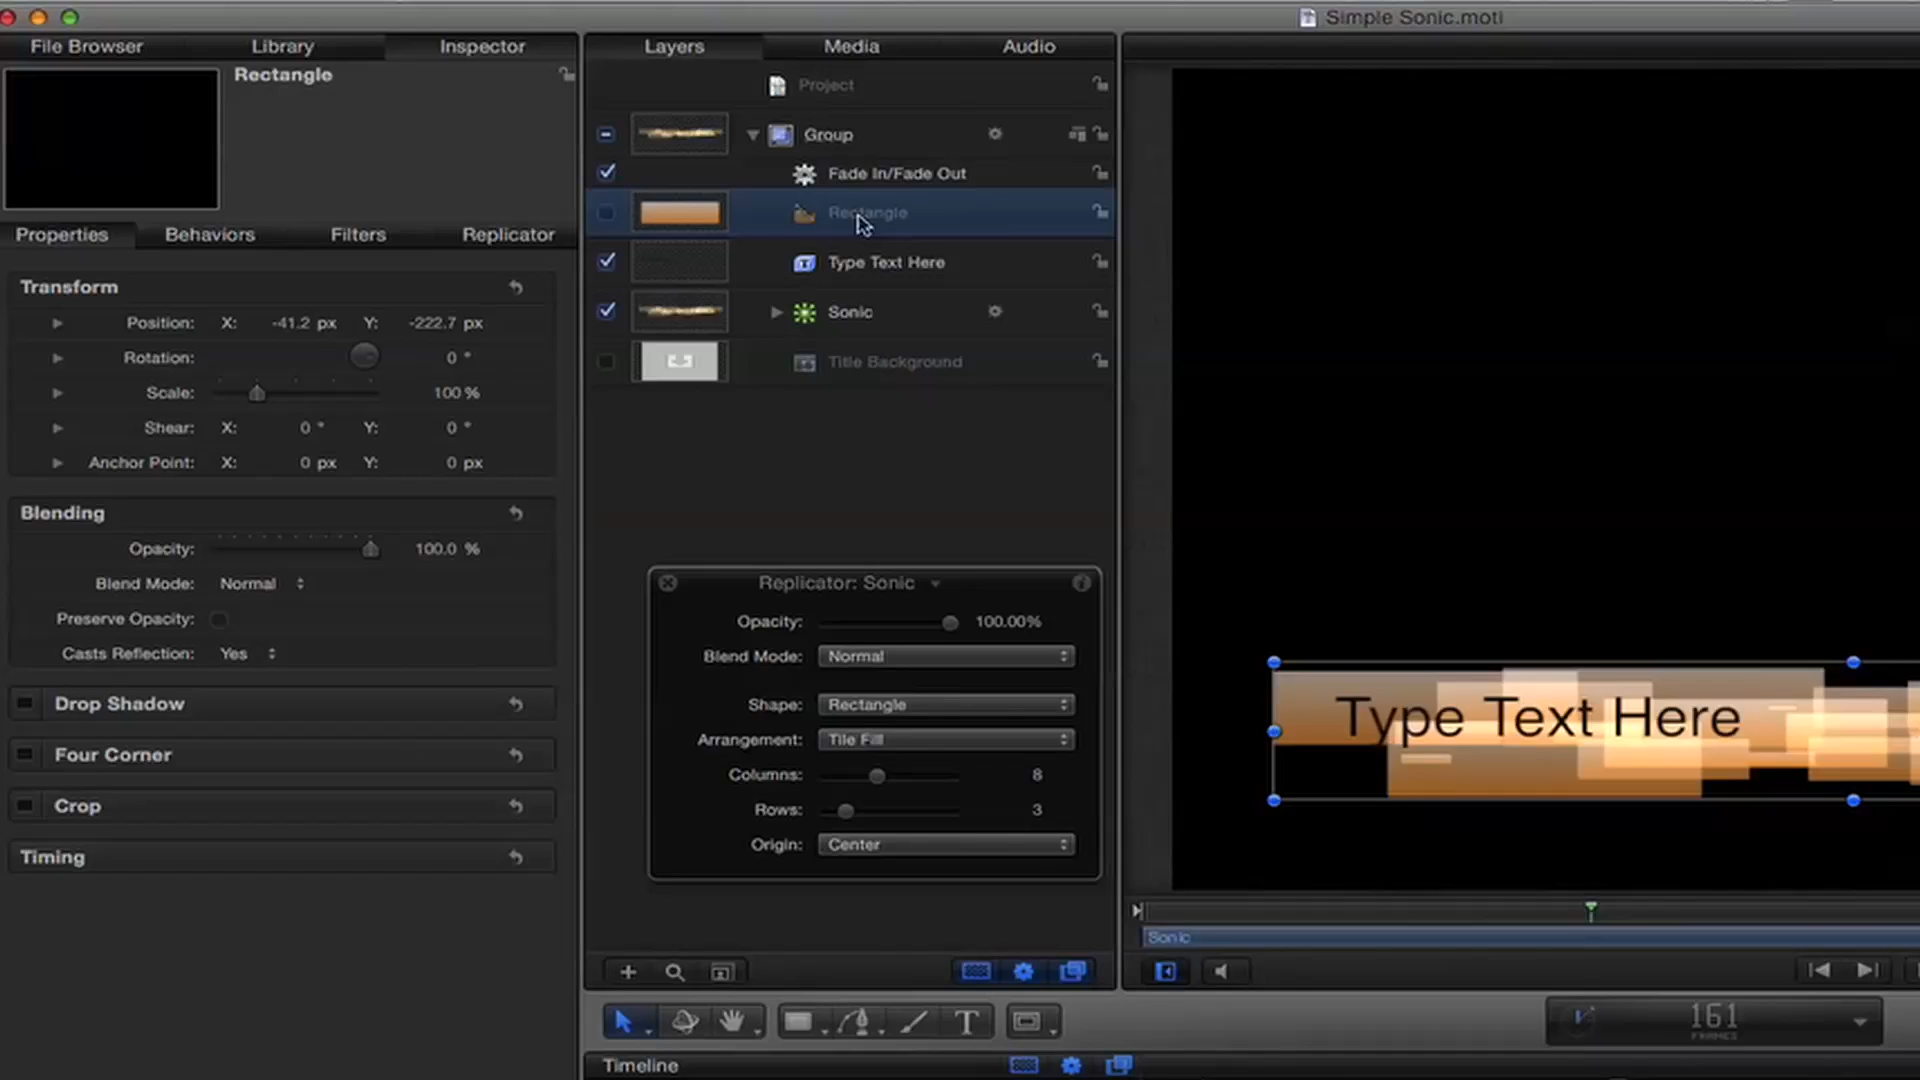 Simple Sonic.moti
File Browser
Library
Inspector
Layers
Media
Audio
Rectangle
Project
Group
Fade In/Fade Out
Rectangle
Type Text Here
Sonic
Title Background
Properties
Behaviors
Filters
Replicator
Transform
Position: X: -41.2 px Y: -222.7 px
Rotation: 0 °
Scale: 100 %
Shear: X: 0 ° Y: 0 °
Anchor Point: X: 0 px Y: 0 px
Blending
Opacity: 100.0 %
Blend Mode: Normal
Preserve Opacity:
Casts Reflection: Yes
Drop Shadow
Four Corner
Crop
Timing
Replicator: Sonic
Opacity: 100.00%
Blend Mode: Normal
Shape: Rectangle
Arrangement: Tile Fill
Columns: 8
Rows: 3
Origin: Center
Type Text Here
Sonic
T
161
FRAMES
Timeline